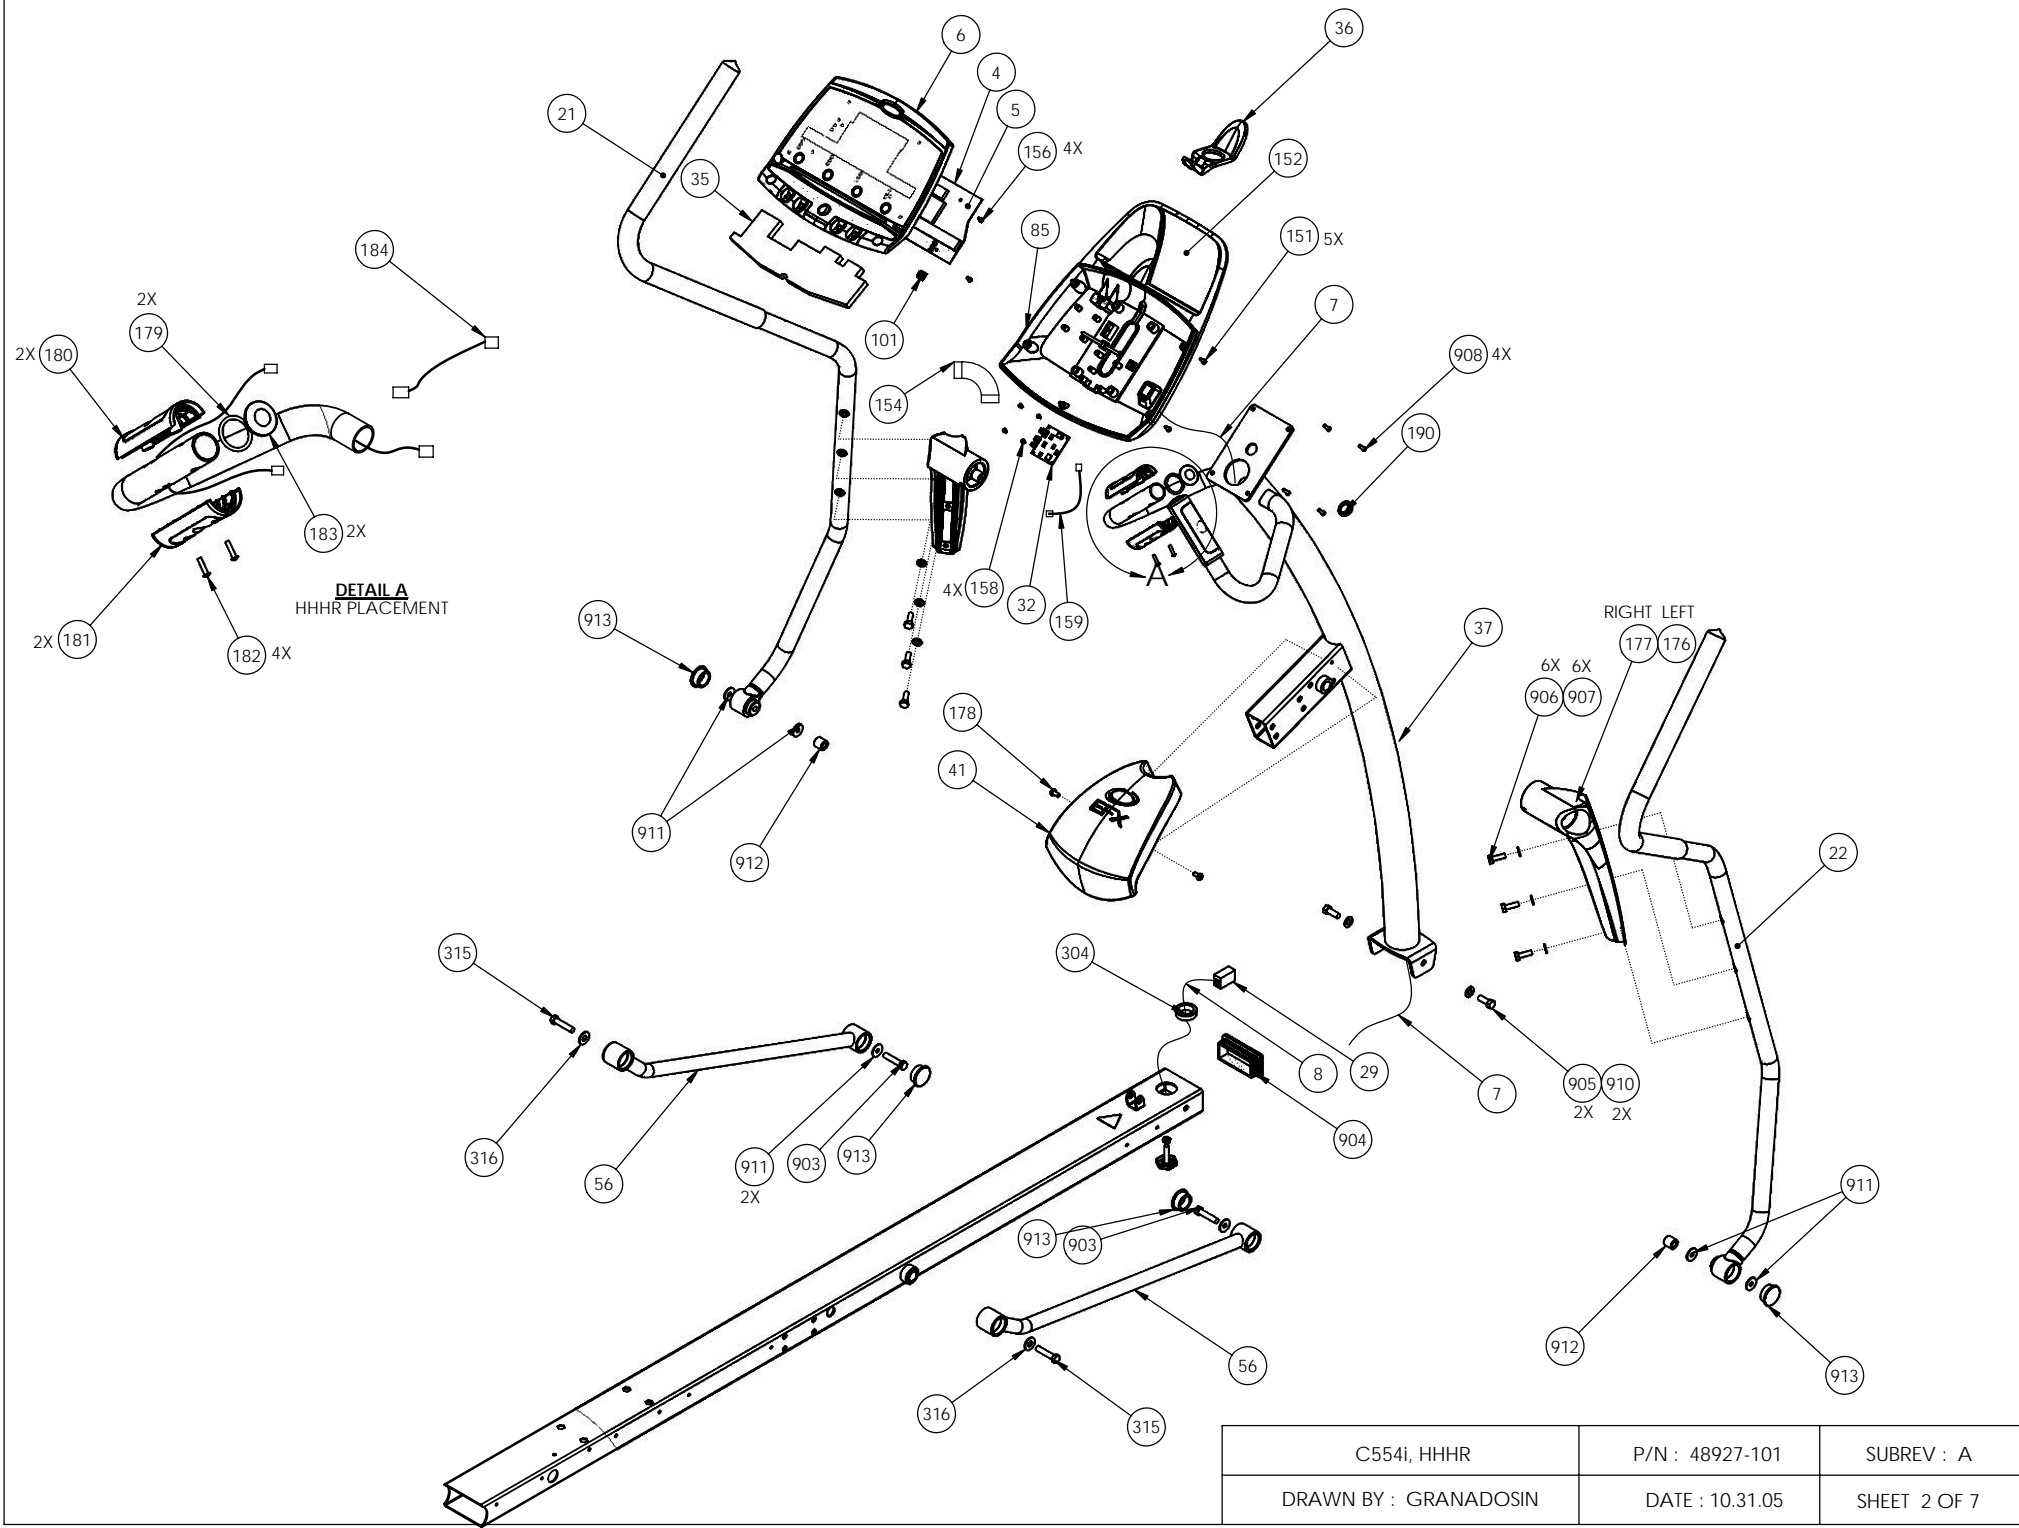 36
6
4
5
21
156 4X
152
35
85
151 5X
184
7
2X
179
101
908 4X
2X 180
154
190
183 2X
DETAIL A
HHHR PLACEMENT
4X 158
32
159
A
913
37
RIGHT LEFT
177 176
2X 181
182 4X
6X 6X
906 907
178
41
EFX
911
912
22
315
304
8
29
7
905 910
2X 2X
904
316
56
911
2X
903
913
913
903
911
912
913
56
316
315
C554i, HHHR
P/N : 48927-101
SUBREV : A
DRAWN BY : GRANADOSIN
DATE : 10.31.05
SHEET 2 OF 7